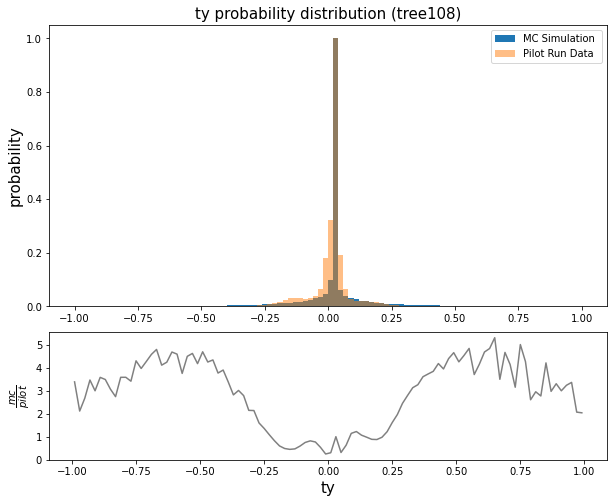 ty probability distribution (tree108)
MC Simulation
Pilot Run Data
probability
1.0
0.8
0.6
0.4
0.2
0.0
−1.00 −0.75 −0.50 −0.25 0.00 0.25 0.50 0.75 1.00
mc
pilot
5
4
3
2
1
0
−1.00 −0.75 −0.50 −0.25 0.00 0.25 0.50 0.75 1.00
ty